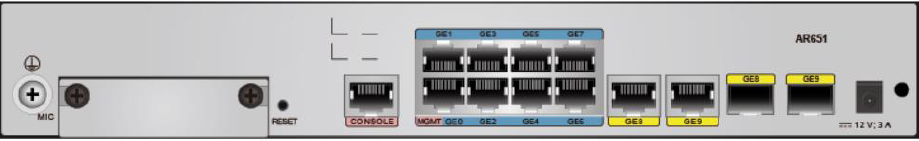 GE1 GE3 GE5 GE7
AR651
GE8 GE9
MIC
RESET
CONSOLE
MGMT GE0 GE2 GE4 GE6
GE8 GE9
12 V; 3 A